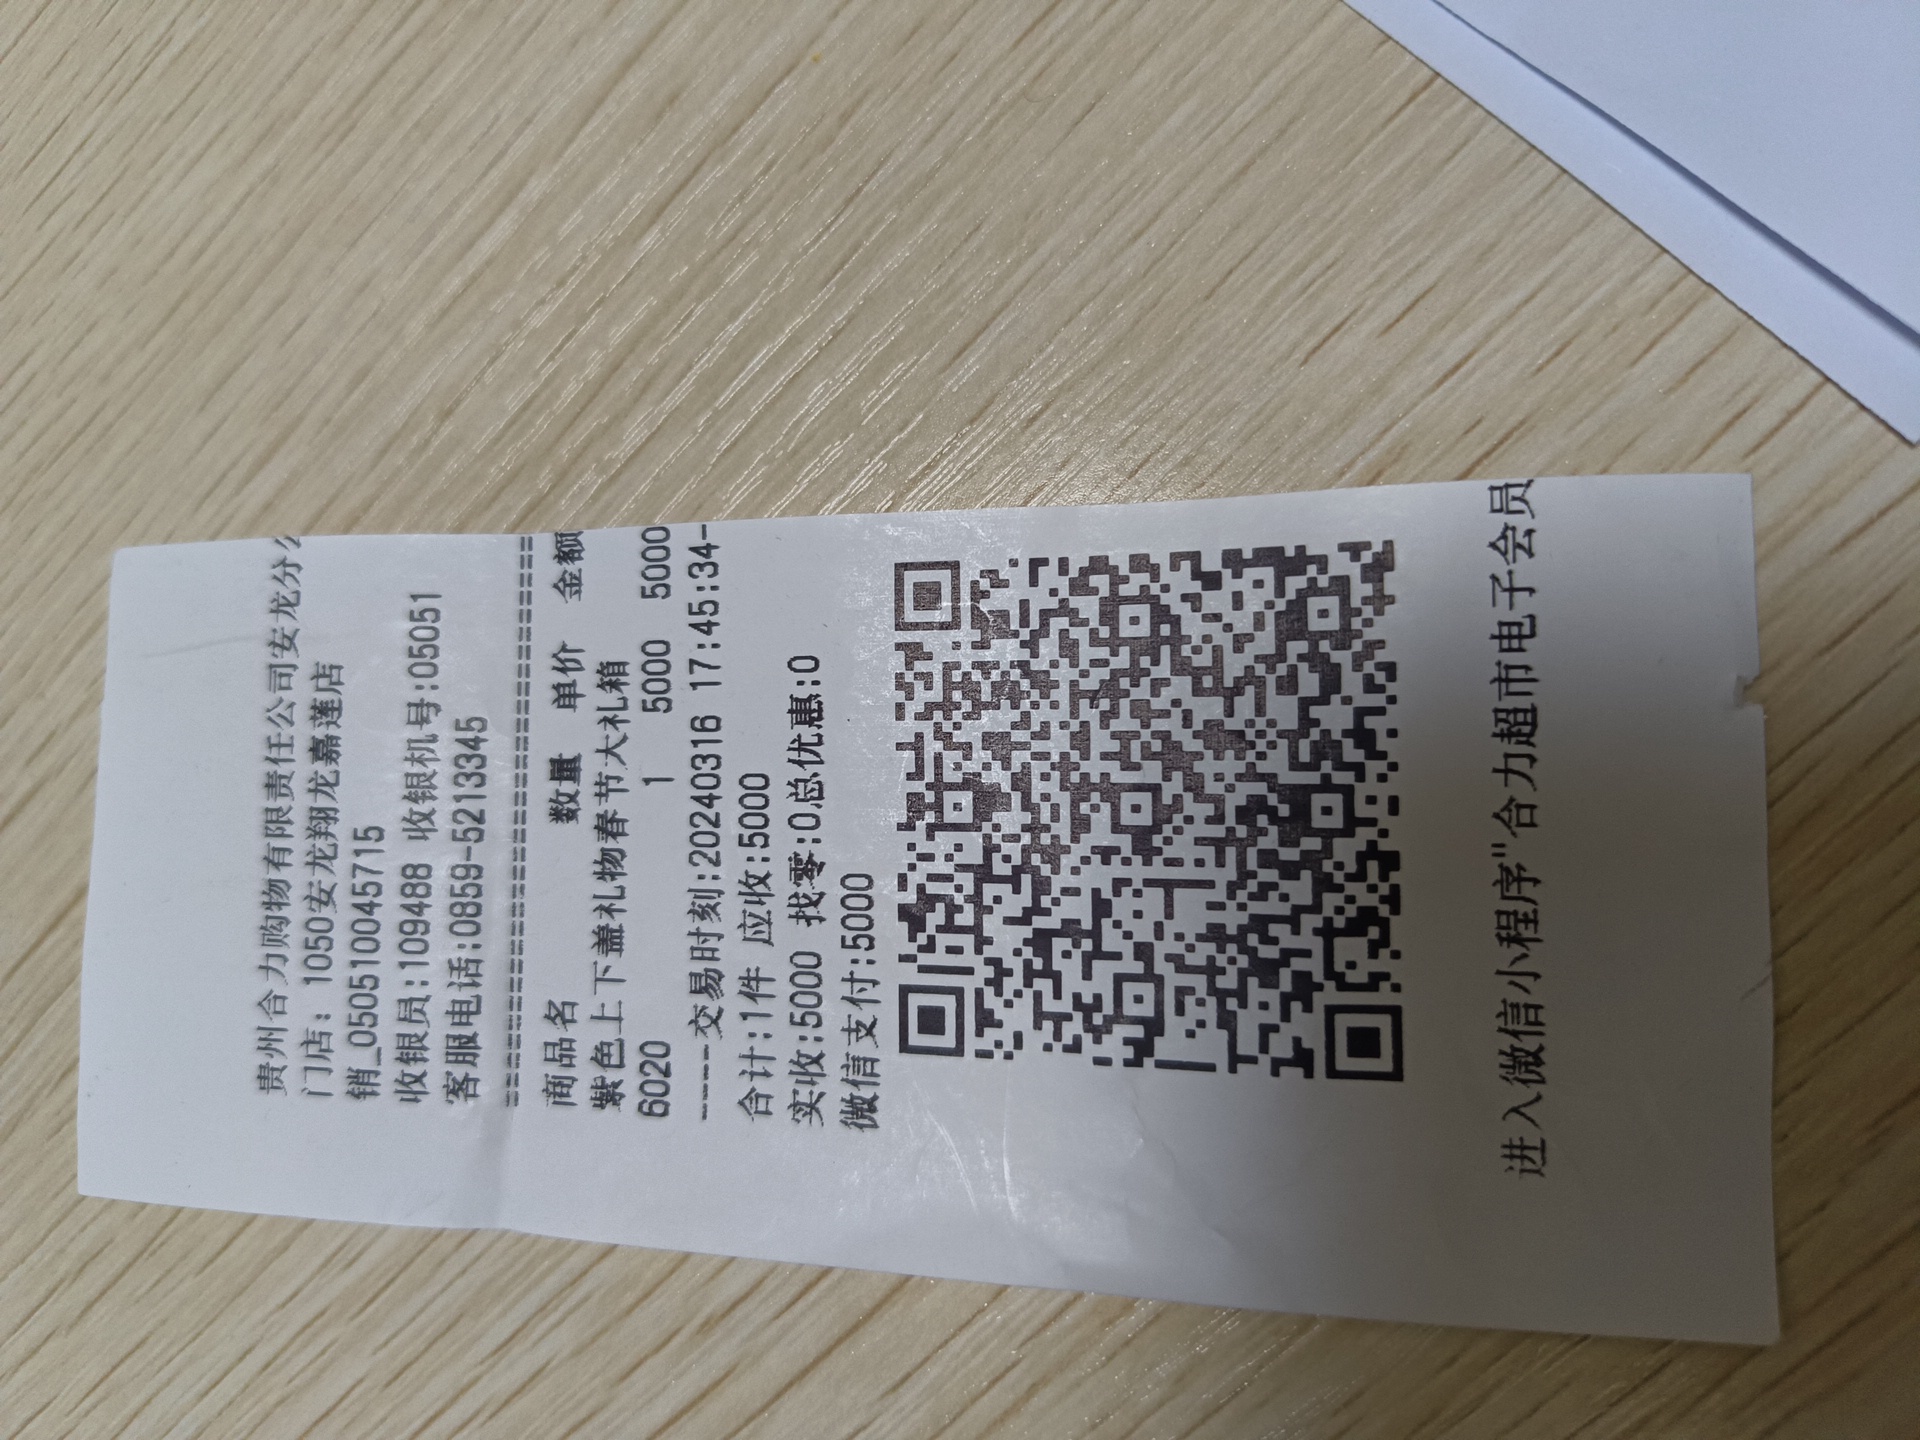 贵州合力购物有限责任公司安龙分公
门店: 1050安龙翔龙嘉莲店
销_050510045715
收银员:109488 收银机号:05051
客服电话:0859-5213345
================================
商品名 数量 单价 金额
紫色上下盖礼物春节大礼箱
6020 1 5000 5000
----交易时刻:20240316 17:45:34-
合计:1件 应收:5000
实收:5000 找零:0总优惠:0
微信支付:5000
进入微信小程序"合力超市电子会员